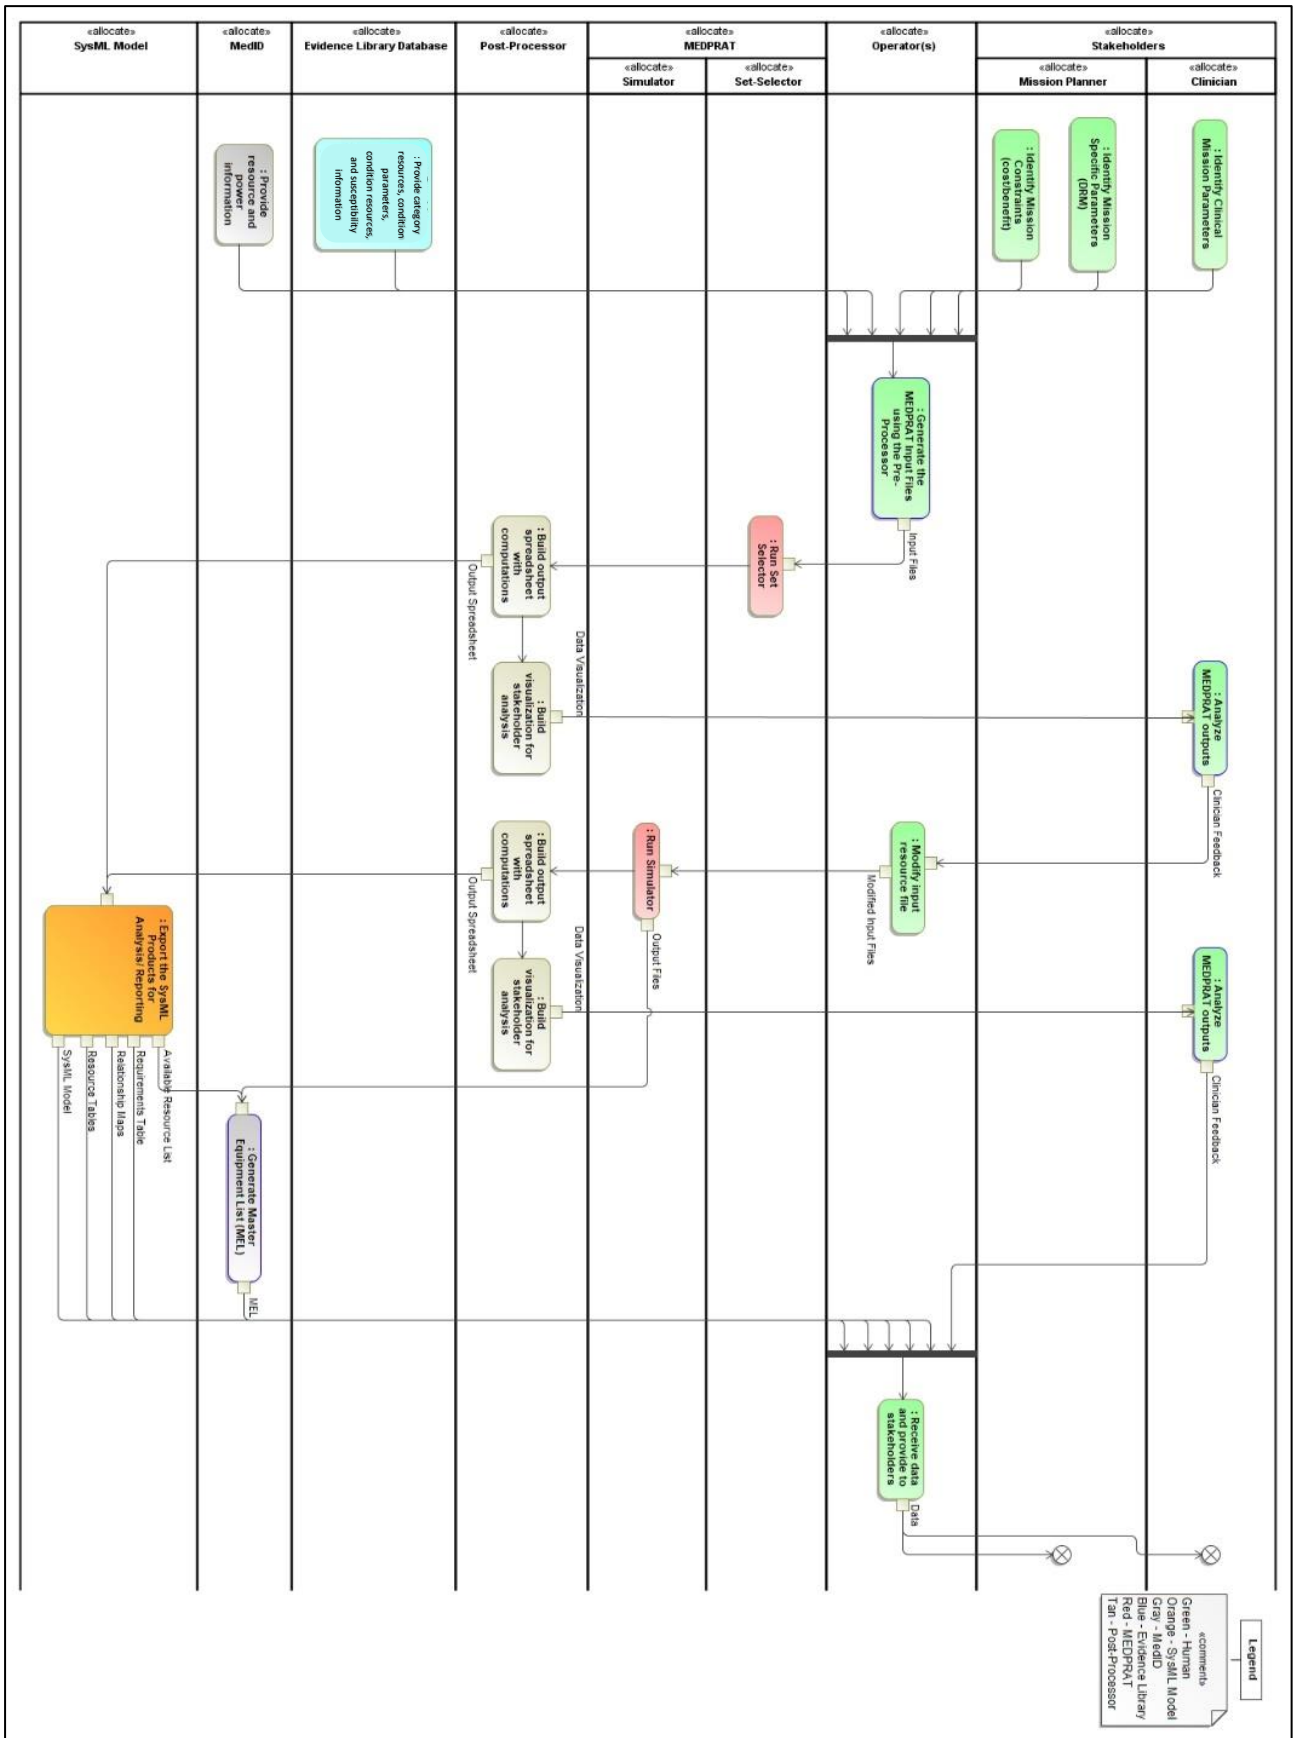 «allocate»
SysML Model
«allocate»
MedID
«allocate»
Evidence Library Database
«allocate»
Post-Processor
«allocate»
MEDPRAT
«allocate»
Simulator
«allocate»
Set-Selector
«allocate»
Operator(s)
«allocate»
Stakeholders
«allocate»
Mission Planner
«allocate»
Clinician
: Provide
resource and
power
information
: Provide category
resources, condition
parameters,
condition resources,
and susceptibility
information
: Identify Mission
Constraints
(cost/benefit)
: Identify Mission
Specific Parameters
(DRM)
: Identify Clinical
Mission Parameters
: Generate the
MEDPRAT Input Files
using the Pre-
Processor
Input Files
: Run Set
Selector
: Build output
spreadsheet
with
computations
Output Spreadsheet
: Build
visualization for
stakeholder
analysis
Data Visualization
: Analyze
MEDPRAT outputs
Clinician Feedback
: Modify input
resource file
Modified Input Files
: Run Simulator
Output Files
: Build output
spreadsheet
with
computations
Output Spreadsheet
: Build
visualization for
stakeholder
analysis
Data Visualization
: Analyze
MEDPRAT outputs
Clinician Feedback
: Export the SysML
Products for
Analysis/ Reporting
Available Resource List
Requirements Table
Relationship Maps
Resource Tables
SysML Model
: Generate Master
Equipment List (MEL)
MEL
: Receive data
and provide to
stakeholders
Data
Legend
«comment»
Green - Human
Orange - SysML Model
Gray - MedID
Blue - Evidence Library
Red - MEDPRAT
Tan - Post-Processor